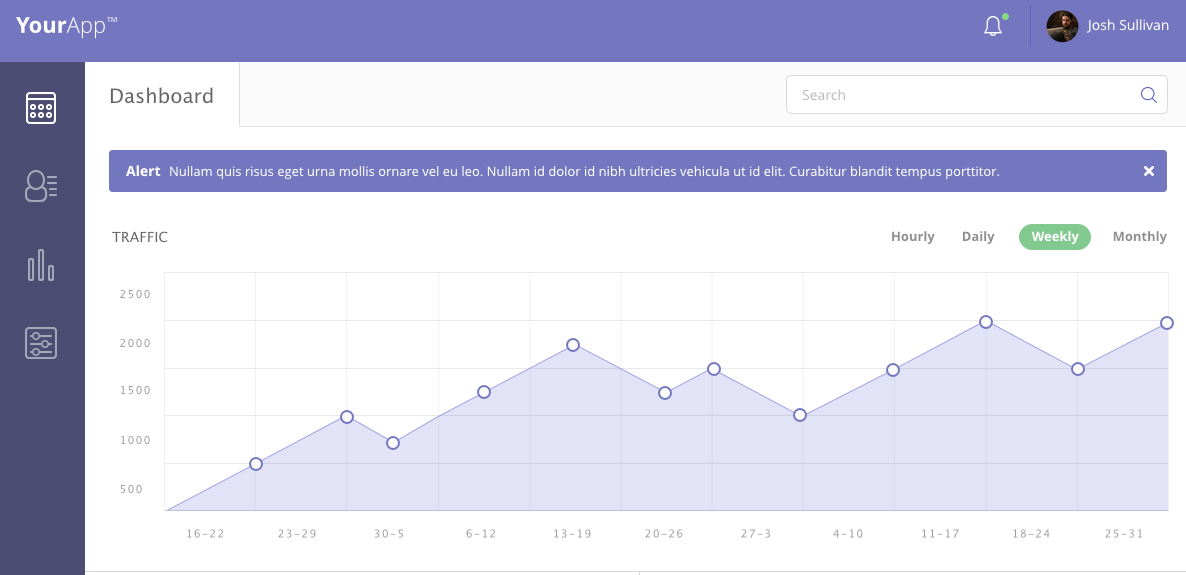 YourApp™
Josh Sullivan
Dashboard
Search
Alert Nullam quis risus eget urna mollis ornare vel eu leo. Nullam id dolor id nibh ultricies vehicula ut id elit. Curabitur blandit tempus porttitor.
TRAFFIC
Hourly Daily Weekly Monthly
2500
2000
1500
1000
500
16–22 23–29 30–5 6–12 13–19 20–26 27–3 4–10 11–17 18–24 25–31